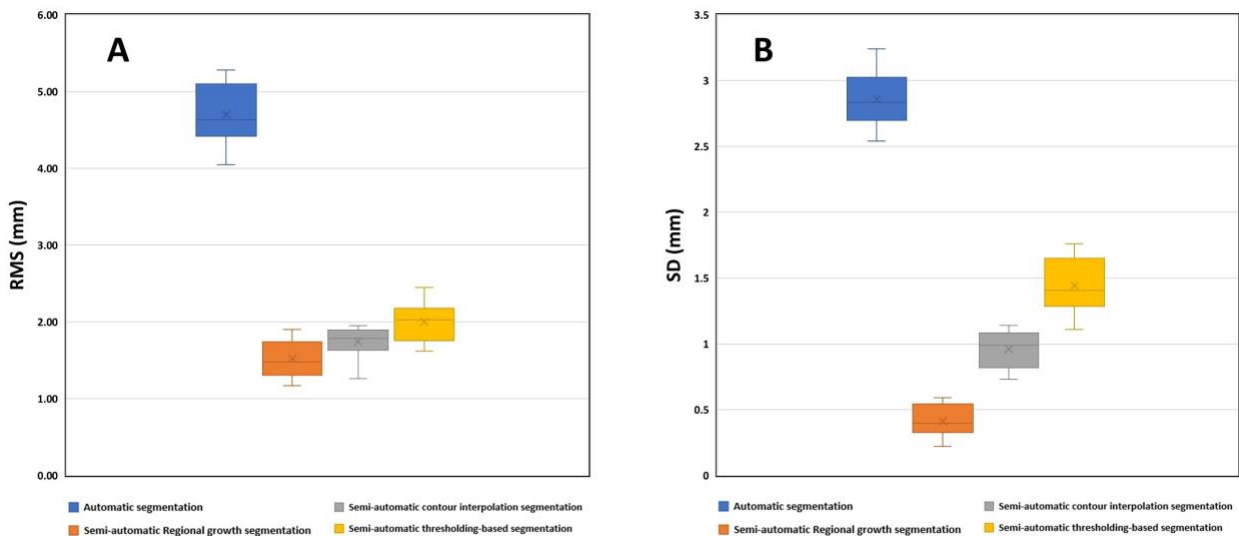 A
RMS (mm)
6.00
5.00
4.00
3.00
2.00
1.00
0.00
Automatic segmentation
Semi-automatic contour interpolation segmentation
Semi-automatic Regional growth segmentation
Semi-automatic thresholding-based segmentation
B
SD (mm)
3.5
3
2.5
2
1.5
1
0.5
0
Automatic segmentation
Semi-automatic contour interpolation segmentation
Semi-automatic Regional growth segmentation
Semi-automatic thresholding-based segmentation